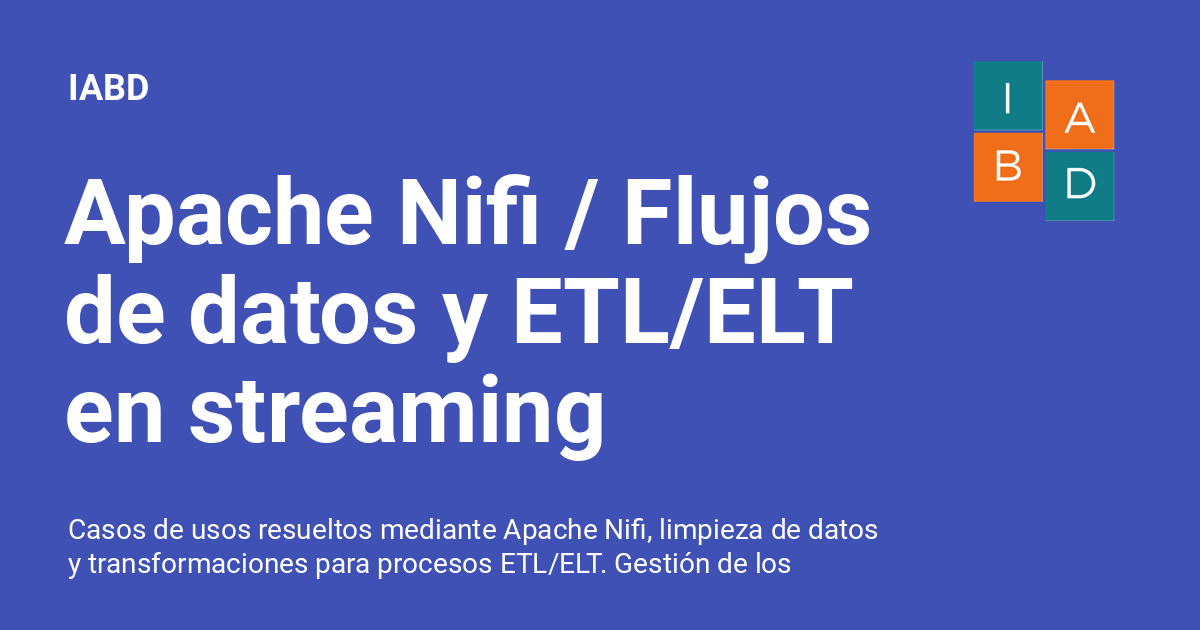 IABD
I
A
B
D
Apache Nifi / Flujos
de datos y ETL/ELT
en streaming
Casos de usos resueltos mediante Apache Nifi, limpieza de datos
y transformaciones para procesos ETL/ELT. Gestión de los